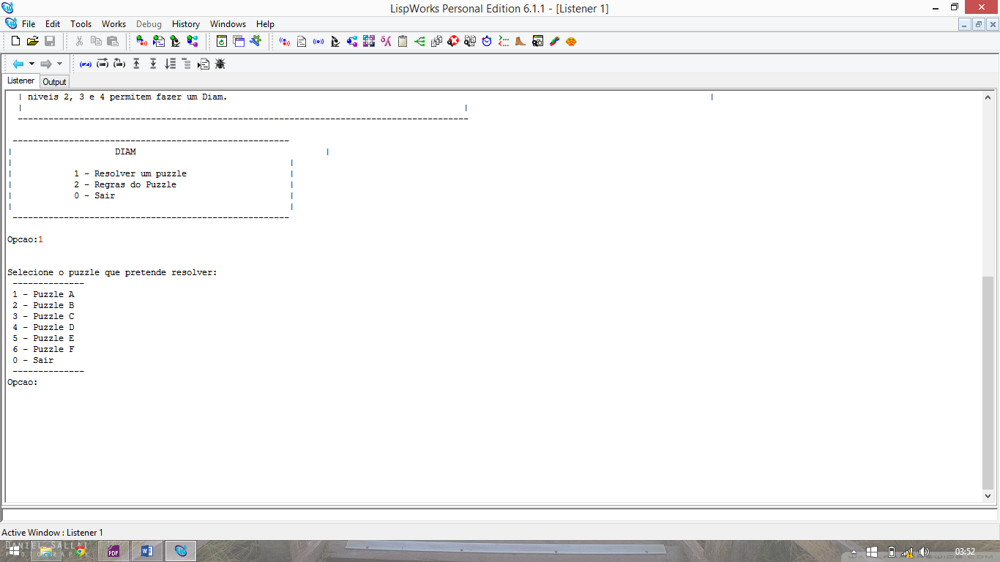 LispWorks Personal Edition 6.1.1 - [Listener 1]
File Edit Tools Works Debug History Windows Help
Listener Output
| niveis 2, 3 e 4 permitem fazer um Diam. |
| |
----------------------------------------------------------------------------------------
------------------------------------------------------
| DIAM |
| |
| 1 - Resolver um puzzle |
| 2 - Regras do Puzzle |
| 0 - Sair |
| |
------------------------------------------------------
Opcao:1
Selecione o puzzle que pretende resolver:
--------------
1 - Puzzle A
2 - Puzzle B
3 - Puzzle C
4 - Puzzle D
5 - Puzzle E
6 - Puzzle F
0 - Sair
--------------
Opcao:
Active Window : Listener 1
DANIEL SALLAI
PDF
03:52